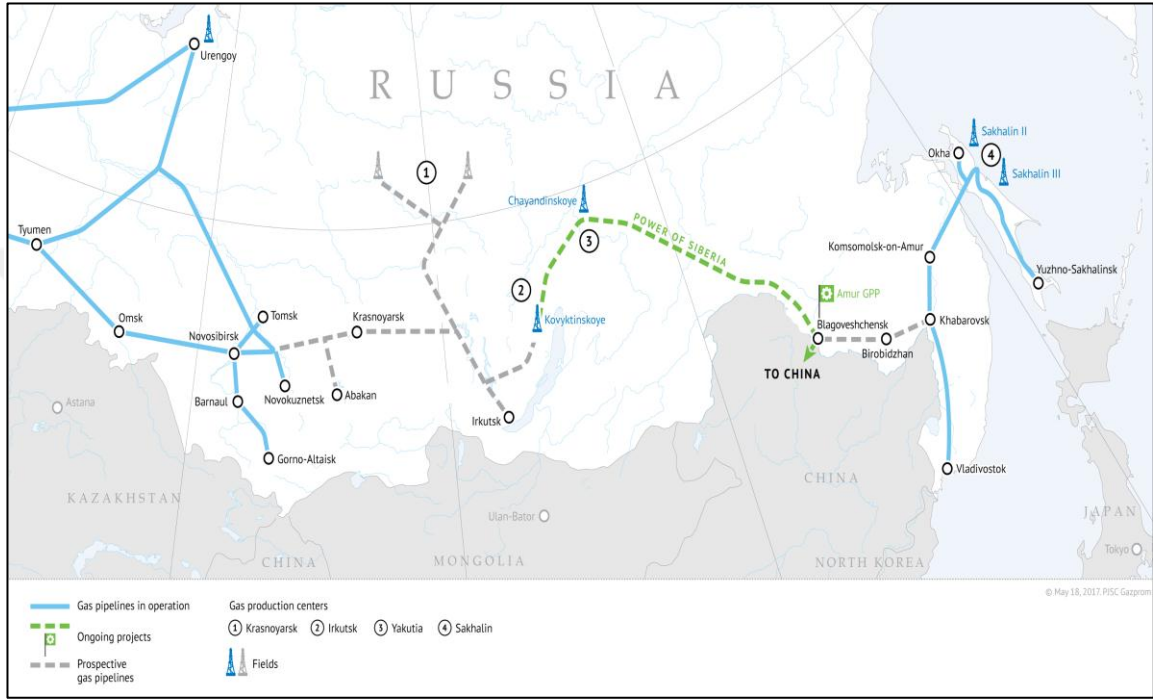 Urengoy
RUSSIA
1
Sakhalin II
Okha
4
Sakhalin III
Chayandinskoye
3
POWER OF SIBERIA
Tyumen
Komsomolsk-on-Amur
Yuzhno-Sakhalinsk
2
Amur GPP
Omsk
Tomsk
Krasnoyarsk
Kovyktinskoye
Khabarovsk
Novosibirsk
Blagoveshchensk
Birobidzhan
TO CHINA
Astana
Barnaul
Novokuznetsk
Abakan
Irkutsk
Gorno-Altaisk
Vladivostok
KAZAKHSTAN
CHINA
Ulan-Bator
JAPAN
Tokyo
CHINA
MONGOLIA
NORTH KOREA
© May 18, 2017. PJSC Gazprom
Gas pipelines in operation
Ongoing projects
Prospective
gas pipelines
Gas production centers
1 Krasnoyarsk 2 Irkutsk 3 Yakutia 4 Sakhalin
Fields